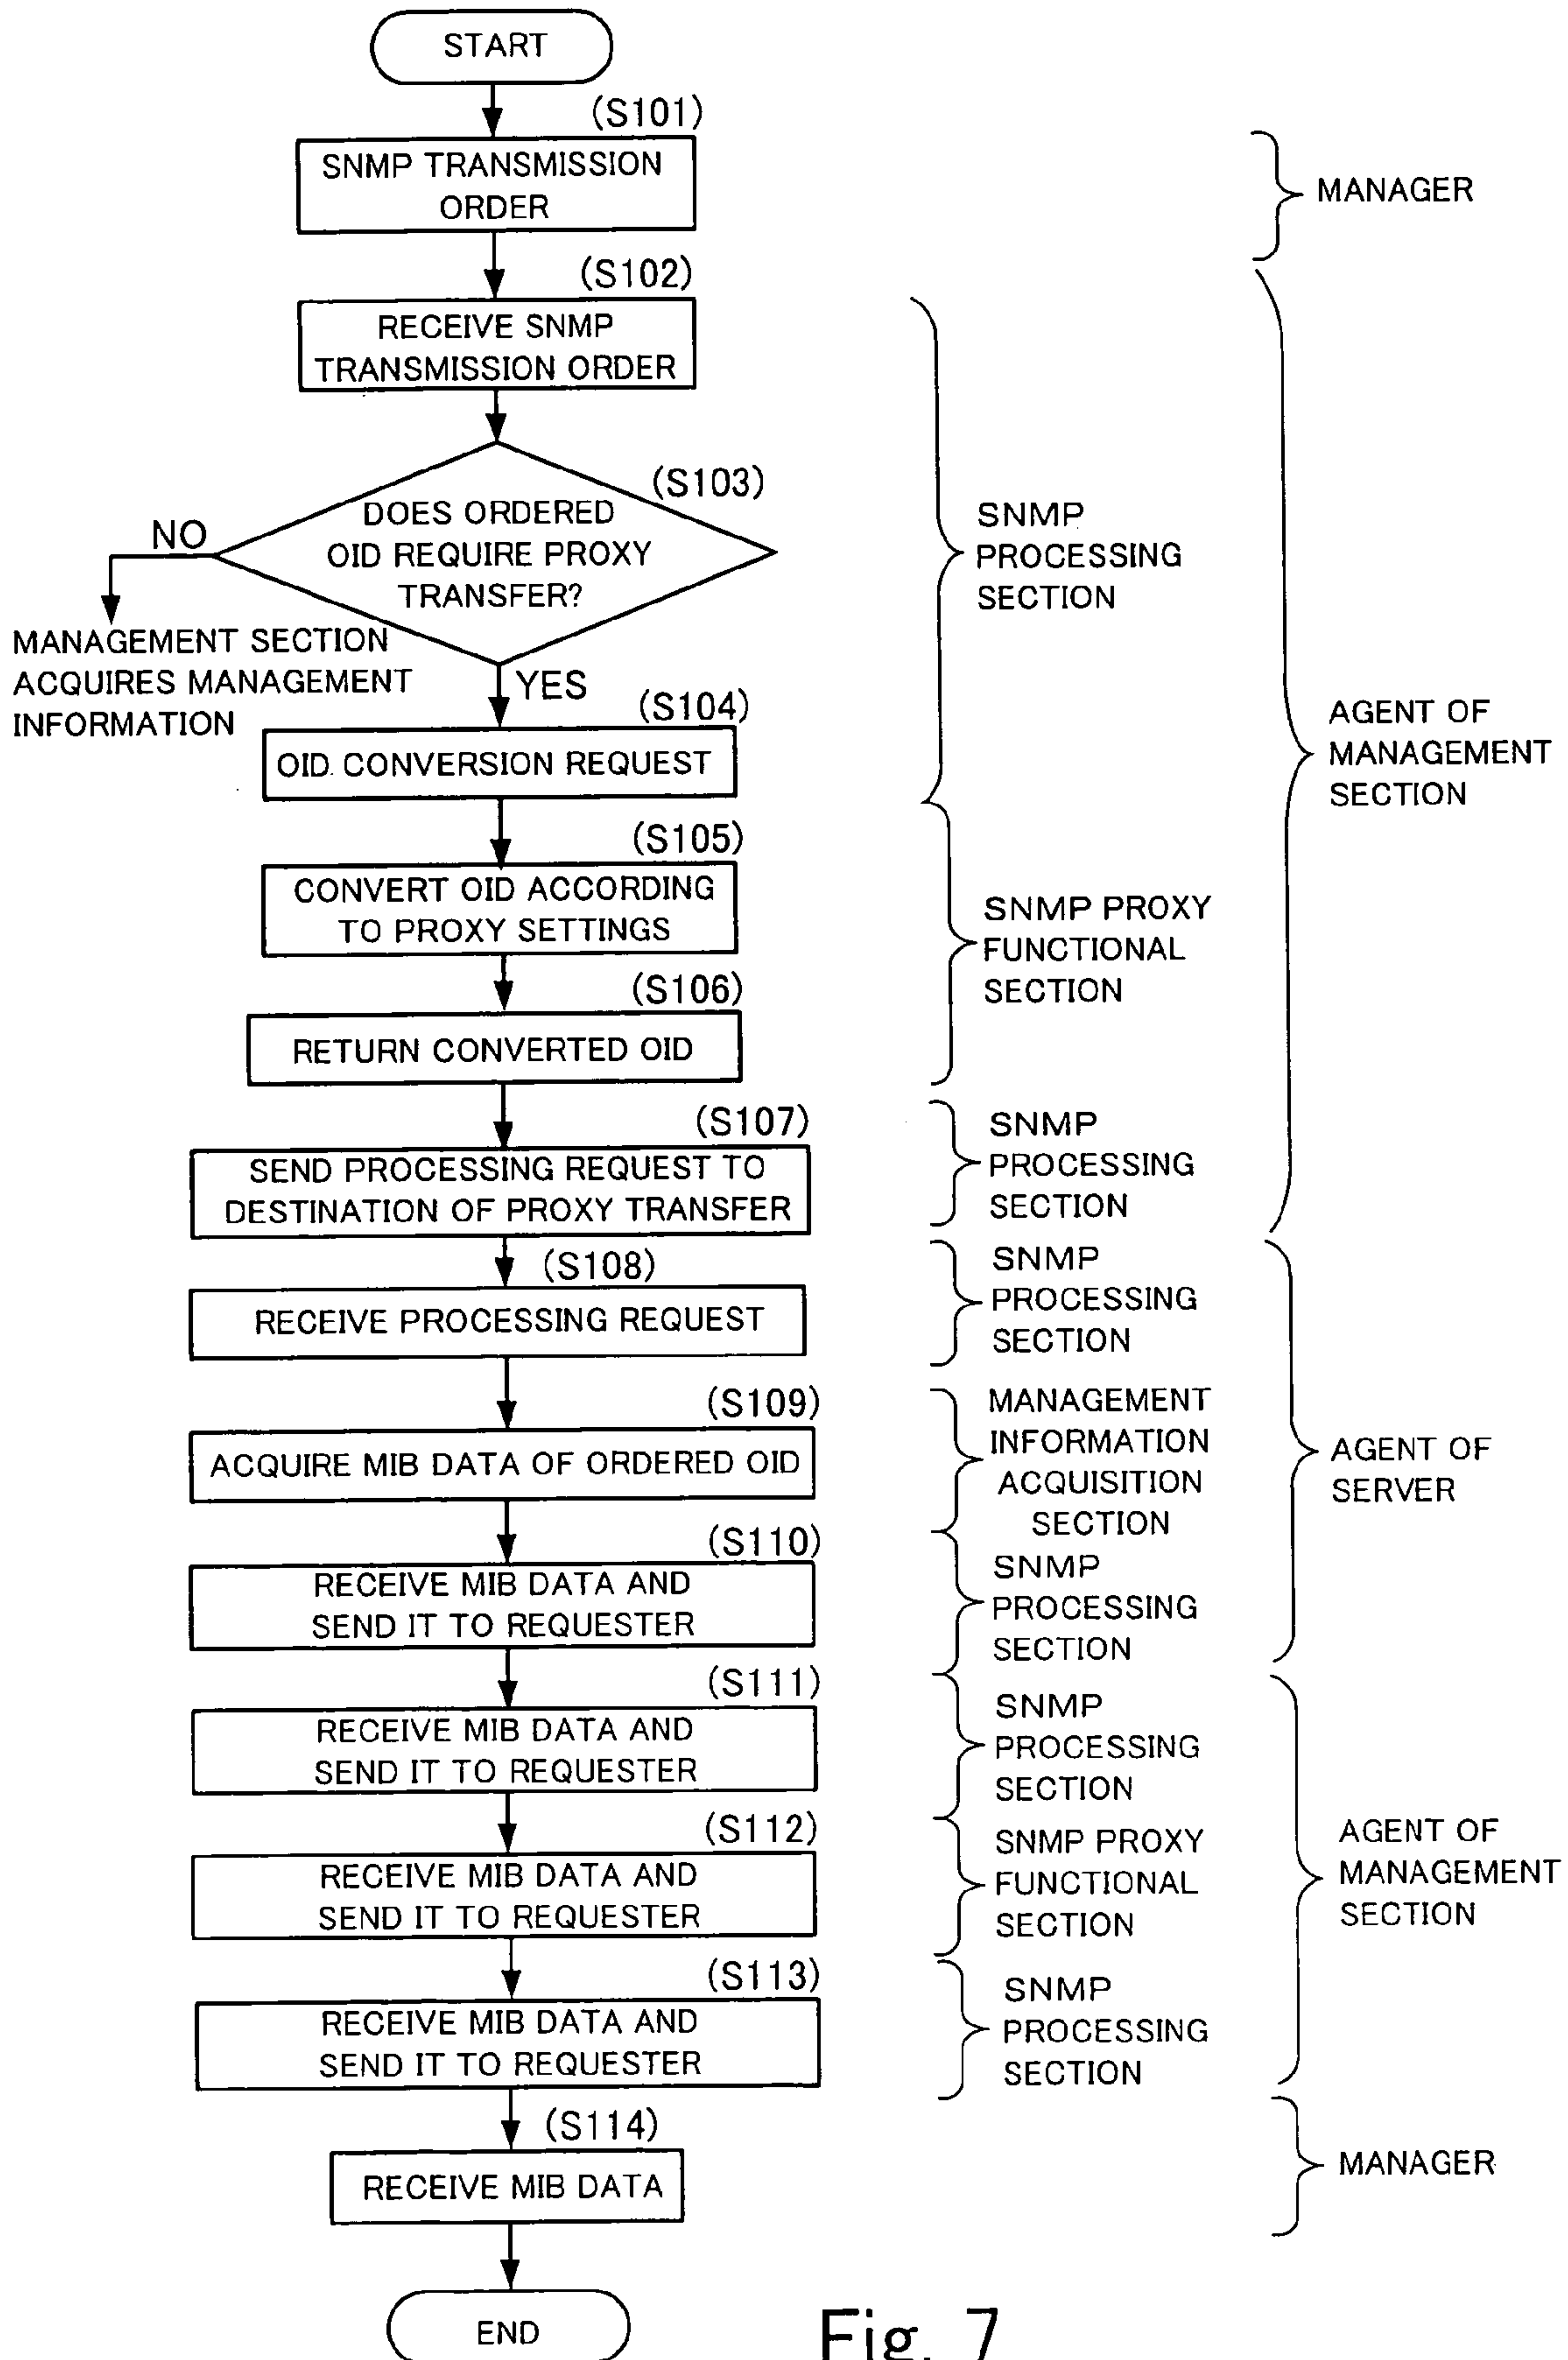 START
(S101)
SNMP TRANSMISSION
ORDER
MANAGER
(S102)
RECEIVE SNMP
TRANSMISSION ORDER
(S103)
DOES ORDERED
OID REQUIRE PROXY
TRANSFER?
NO
MANAGEMENT SECTION
ACQUIRES MANAGEMENT
INFORMATION
YES
SNMP
PROCESSING
SECTION
AGENT OF
MANAGEMENT
SECTION
(S104)
OID CONVERSION REQUEST
(S105)
CONVERT OID ACCORDING
TO PROXY SETTINGS
SNMP PROXY
FUNCTIONAL
SECTION
(S106)
RETURN CONVERTED OID
(S107)
SEND PROCESSING REQUEST TO
DESTINATION OF PROXY TRANSFER
SNMP
PROCESSING
SECTION
(S108)
RECEIVE PROCESSING REQUEST
SNMP
PROCESSING
SECTION
(S109)
ACQUIRE MIB DATA OF ORDERED OID
MANAGEMENT
INFORMATION
ACQUISITION
SECTION
AGENT OF
SERVER
(S110)
RECEIVE MIB DATA AND
SEND IT TO REQUESTER
SNMP
PROCESSING
SECTION
(S111)
RECEIVE MIB DATA AND
SEND IT TO REQUESTER
SNMP
PROCESSING
SECTION
(S112)
RECEIVE MIB DATA AND
SEND IT TO REQUESTER
SNMP PROXY
FUNCTIONAL
SECTION
AGENT OF
MANAGEMENT
SECTION
(S113)
RECEIVE MIB DATA AND
SEND IT TO REQUESTER
SNMP
PROCESSING
SECTION
(S114)
RECEIVE MIB DATA
MANAGER
END
Fig. 7